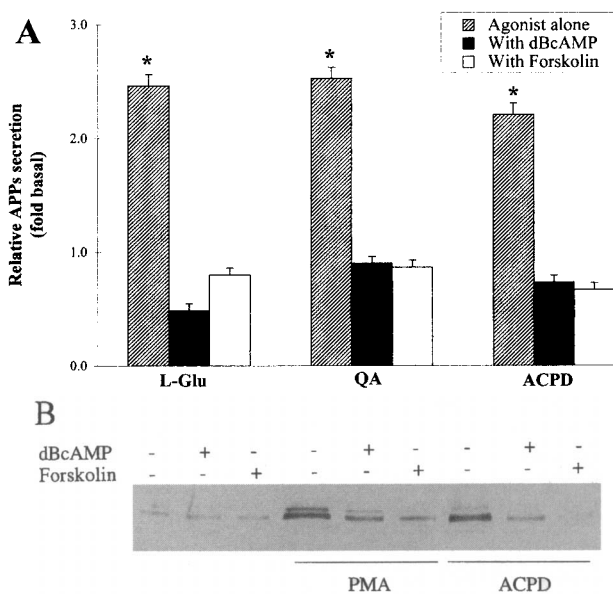 A
Relative APPs secretion
(fold basal)
3.0
2.0
1.0
0.0
* * *
Agonist alone
With dBcAMP
With Forskolin
L-Glu QA ACPD
B
dBcAMP - + - - + - - + -
Forskolin - - + - - + - - +
PMA ACPD